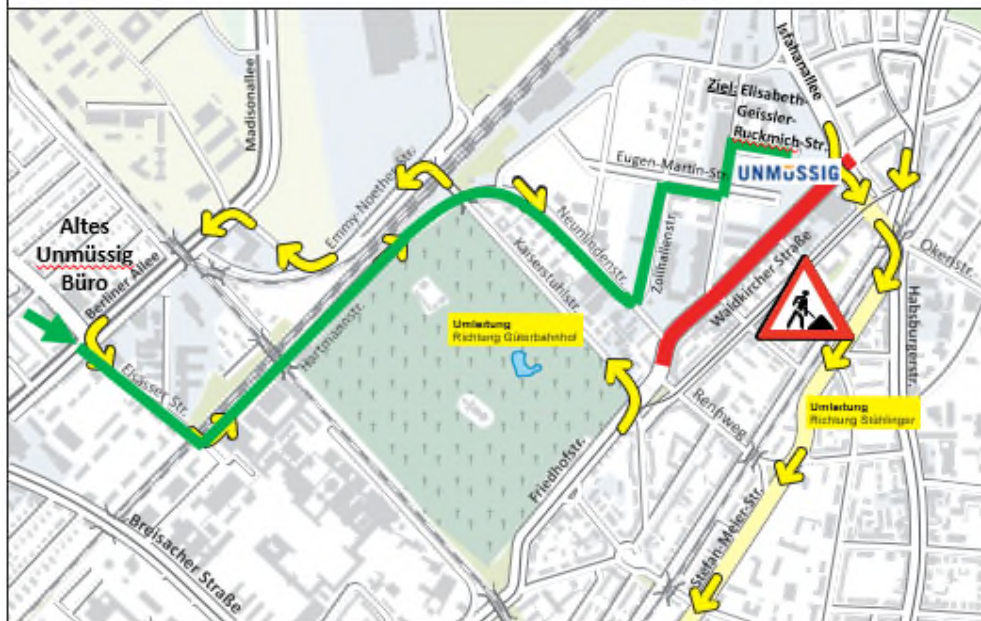 Madisonallee
Isfahanallee
Ziel: Elisabeth-
Geissler-
Ruckmich-Str.
Eugen-Martin-Str.
UNMÜSSIG
Emmy-Noether-Str.
Altes
Unmüssig
Büro
Berliner Allee
Neunlindenstr.
Zollhallenstr.
Kaiserstuhlstr.
Waldkircher Straße
Okenstr.
Habsburgerstr.
Hartmannstr.
Umleitung
Richtung Güterbahnhof
Elsässer Str.
Rennweg
Umleitung
Richtung Stühlinger
Friedhofstr.
Stefan-Meier-Str.
Breisacher Straße